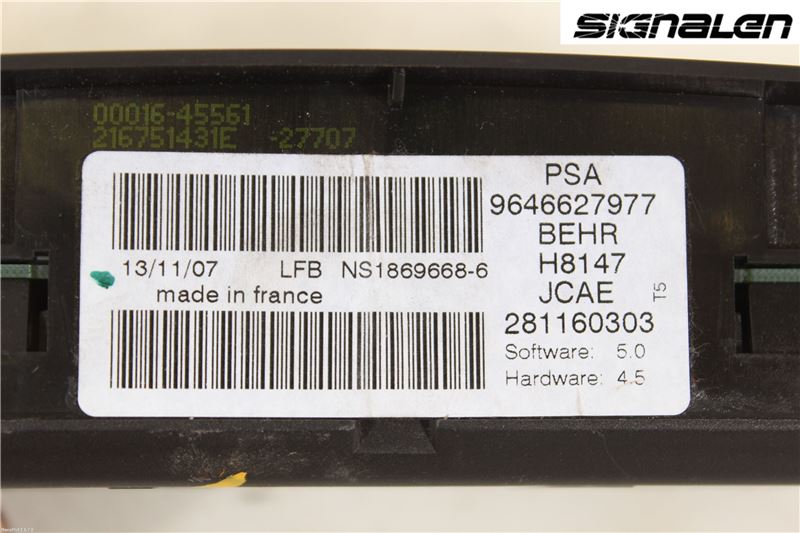 SIGNALEN
00016-45561
216751431E -27707
PSA
9646627977
BEHR
H8147
JCAE
281160303
T5
Software: 5.0
Hardware: 4.5
13/11/07 LFB NS1869668-6
made in france